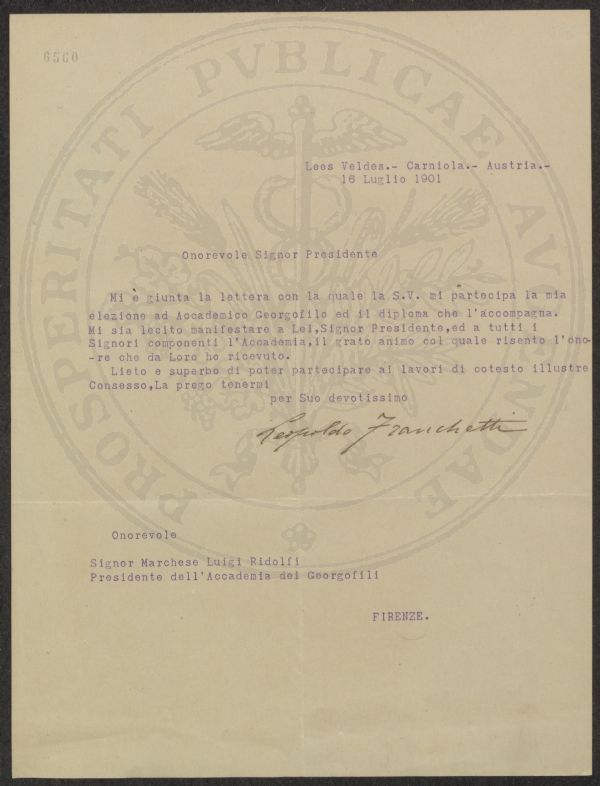 6560
PROSPERITATI PVBLICAE AVGENDAE
Lees Veldes.- Carniola.- Austria.-
16 Luglio 1901
Onorevole Signor Presidente
Mi è giunta la lettera con la quale la S.V. mi partecipa la mia
elezione ad Accademico Georgofilo ed il diploma che l'accompagna.
Mi sia lecito manifestare a Lei,Signor Presidente,ed a tutti i
Signori componenti l'Accademia,il grato animo col quale risento l'ono-
-re che da Loro ho ricevuto.
Lieto e superbo di poter partecipare ai lavori di cotesto illustre
Consesso,La prego tenermi
per Suo devotissimo
Leopoldo Franchetti
Onorevole
Signor Marchese Luigi Ridolfi
Presidente dell'Accademia dei Georgofili
FIRENZE.